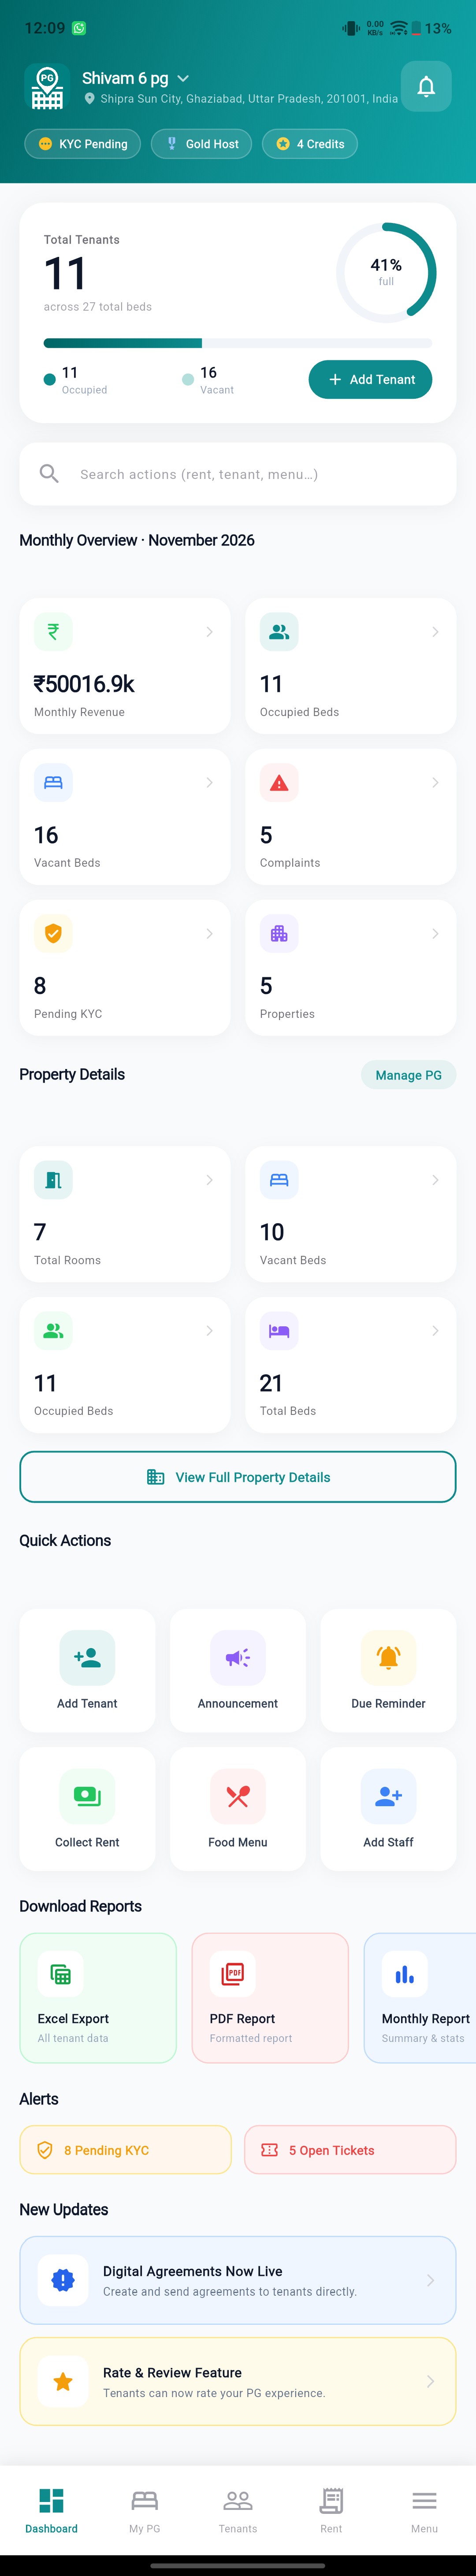 12:09
0.00
KB/s
13%
PG
Shivam 6 pg
Shipra Sun City, Ghaziabad, Uttar Pradesh, 201001, India
KYC Pending
Gold Host
4 Credits
Total Tenants
11
across 27 total beds
41%
full
11
Occupied
16
Vacant
Add Tenant
Search actions (rent, tenant, menu...)
Monthly Overview · November 2026
₹50016.9k
Monthly Revenue
11
Occupied Beds
16
Vacant Beds
5
Complaints
8
Pending KYC
5
Properties
Property Details
Manage PG
7
Total Rooms
10
Vacant Beds
11
Occupied Beds
21
Total Beds
View Full Property Details
Quick Actions
Add Tenant
Announcement
Due Reminder
Collect Rent
Food Menu
Add Staff
Download Reports
Excel Export
All tenant data
PDF
PDF Report
Formatted report
Monthly Report
Summary & stats
Alerts
8 Pending KYC
5 Open Tickets
New Updates
Digital Agreements Now Live
Create and send agreements to tenants directly.
Rate & Review Feature
Tenants can now rate your PG experience.
Dashboard
My PG
Tenants
Rent
Menu